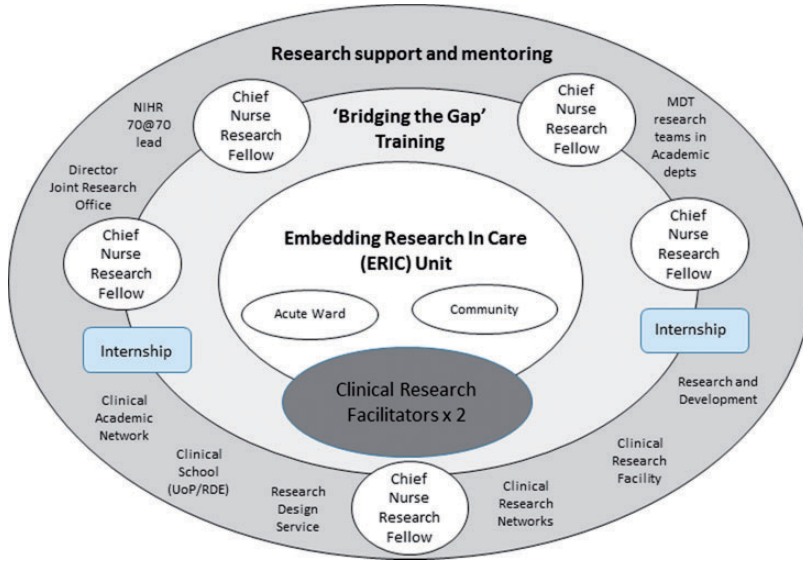 Research support and mentoring
NIHR
70@70
lead
Chief
Nurse
Research
Fellow
'Bridging the Gap'
Training
Chief
Nurse
Research
Fellow
MDT
research
teams in
Academic
depts
Director
Joint Research
Office
Chief
Nurse
Research
Fellow
Embedding Research In Care
(ERIC) Unit
Chief
Nurse
Research
Fellow
Acute Ward
Community
Internship
Internship
Clinical Research
Facilitators x 2
Clinical
Academic
Network
Research and
Development
Clinical
School
(UoP/RDE)
Research
Design
Service
Chief
Nurse
Research
Fellow
Clinical
Research
Networks
Clinical
Research
Facility